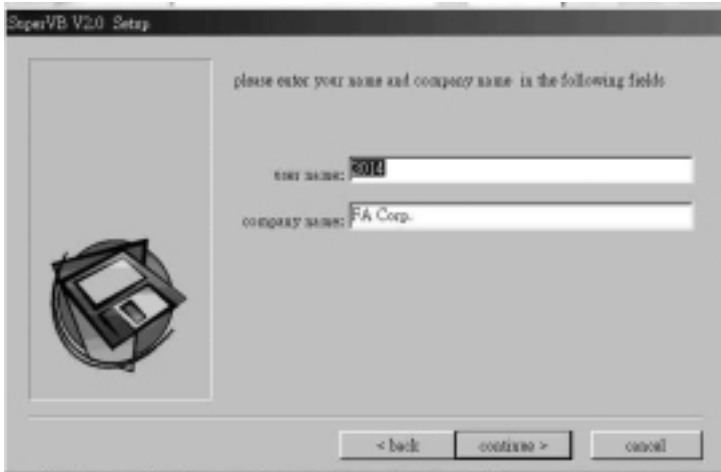 SuperVB V2.0 Setup
please enter your name and company name in the following fields
user name: 3014
company name: FA Corp.
< back
continue >
cancel